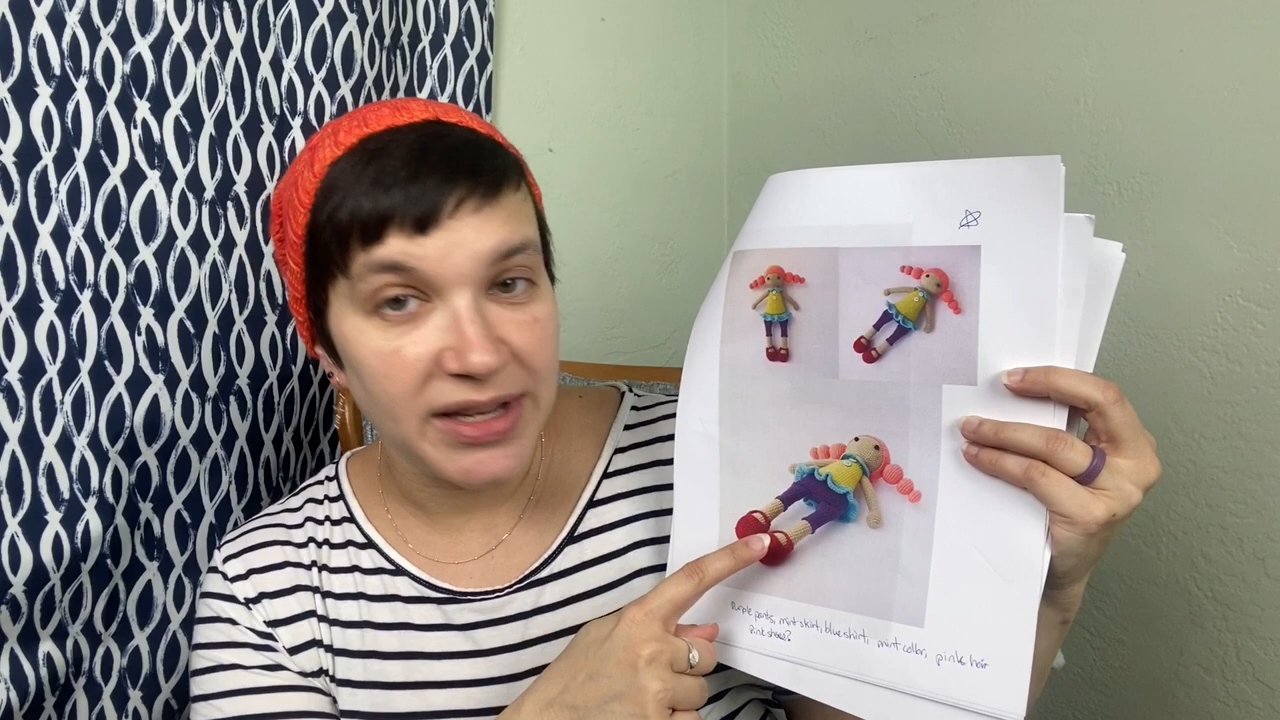 Purple pants, mint skirt, blue shirt, mint collar, pink hair
Pink shoes?